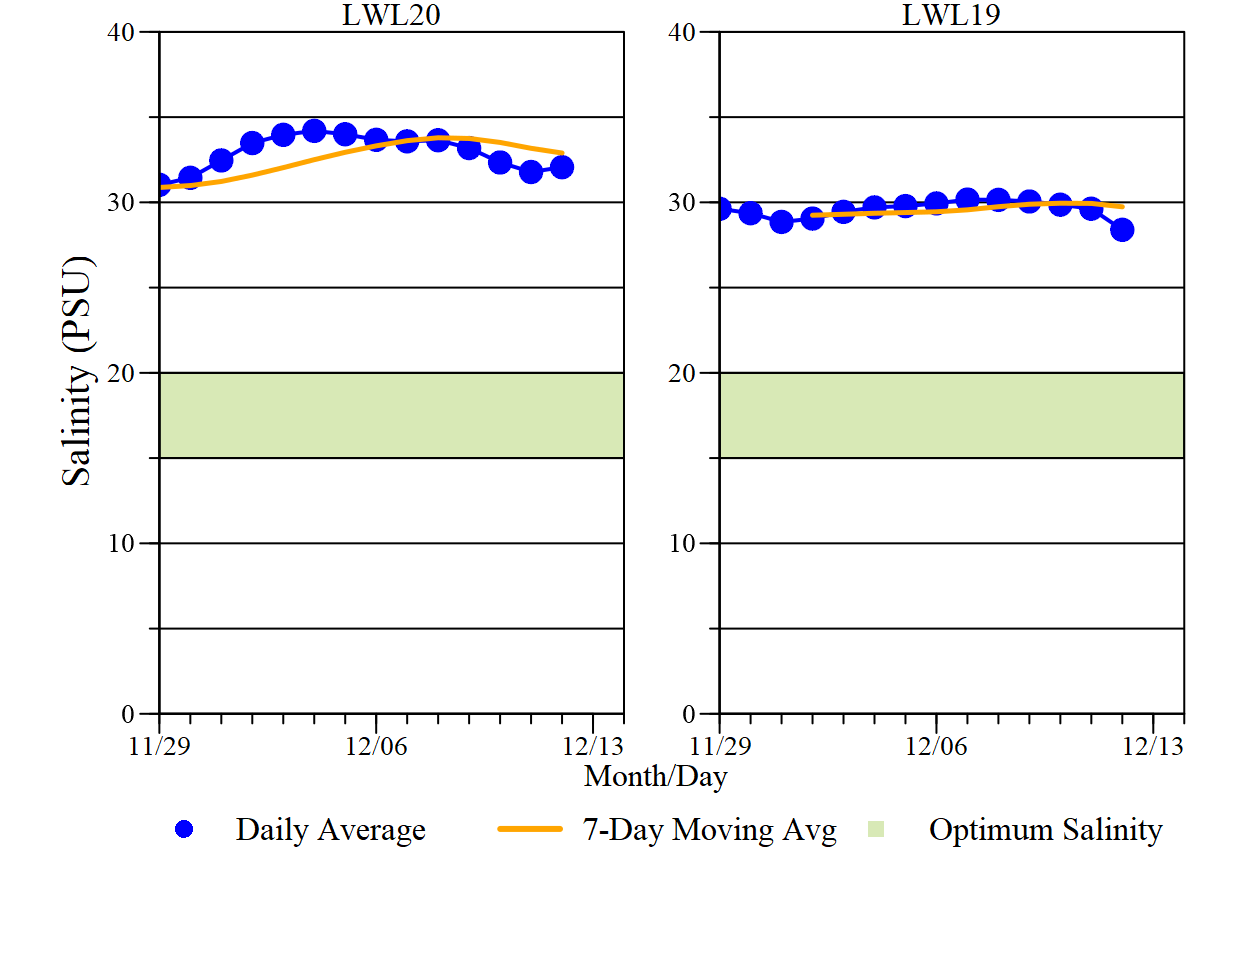 LWL20 LWL19
40 40
30 30
Salinity (PSU)
20 20
10 10
0 0
11/29 12/06 12/13 11/29 12/06 12/13
Month/Day
Daily Average 7-Day Moving Avg Optimum Salinity